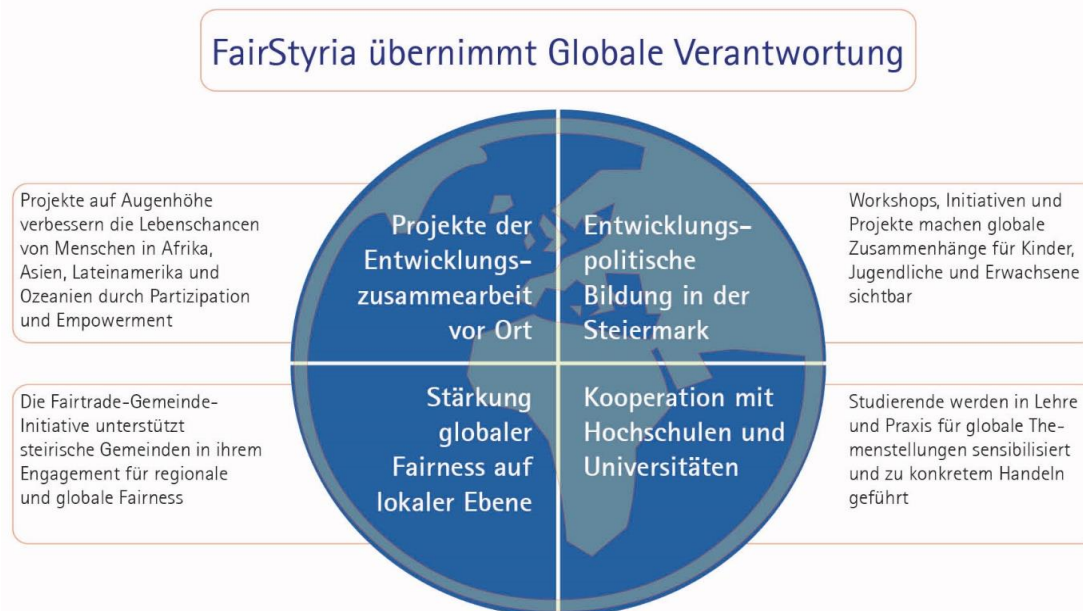 FairStyria übernimmt Globale Verantwortung
Projekte auf Augenhöhe
verbessern die Lebenschancen
von Menschen in Afrika,
Asien, Lateinamerika und
Ozeanien durch Partizipation
und Empowerment
Projekte der
Entwicklungs-
zusammearbeit
vor Ort
Entwicklungs-
politische
Bildung in der
Steiermark
Workshops, Initiativen und
Projekte machen globale
Zusammenhänge für Kinder,
Jugendliche und Erwachsene
sichtbar
Die Fairtrade-Gemeinde-
Initiative unterstützt
steirische Gemeinden in ihrem
Engagement für regionale
und globale Fairness
Stärkung
globaler
Fairness auf
lokaler Ebene
Kooperation mit
Hochschulen und
Universitäten
Studierende werden in Lehre
und Praxis für globale The-
menstellungen sensibilisiert
und zu konkretem Handeln
geführt